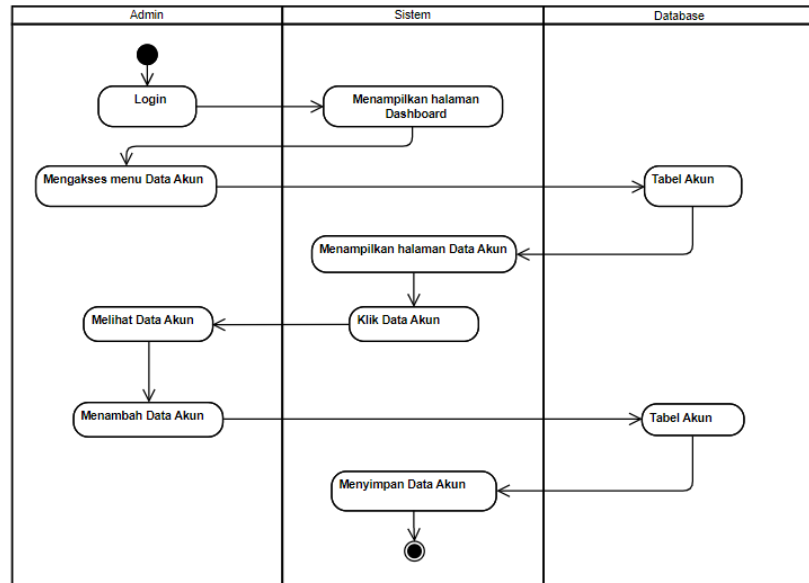 Admin
Sistem
Database
Login
Menampilkan halaman
Dashboard
Mengakses menu Data Akun
Tabel Akun
Menampilkan halaman Data Akun
Melihat Data Akun
Klik Data Akun
Menambah Data Akun
Tabel Akun
Menyimpan Data Akun